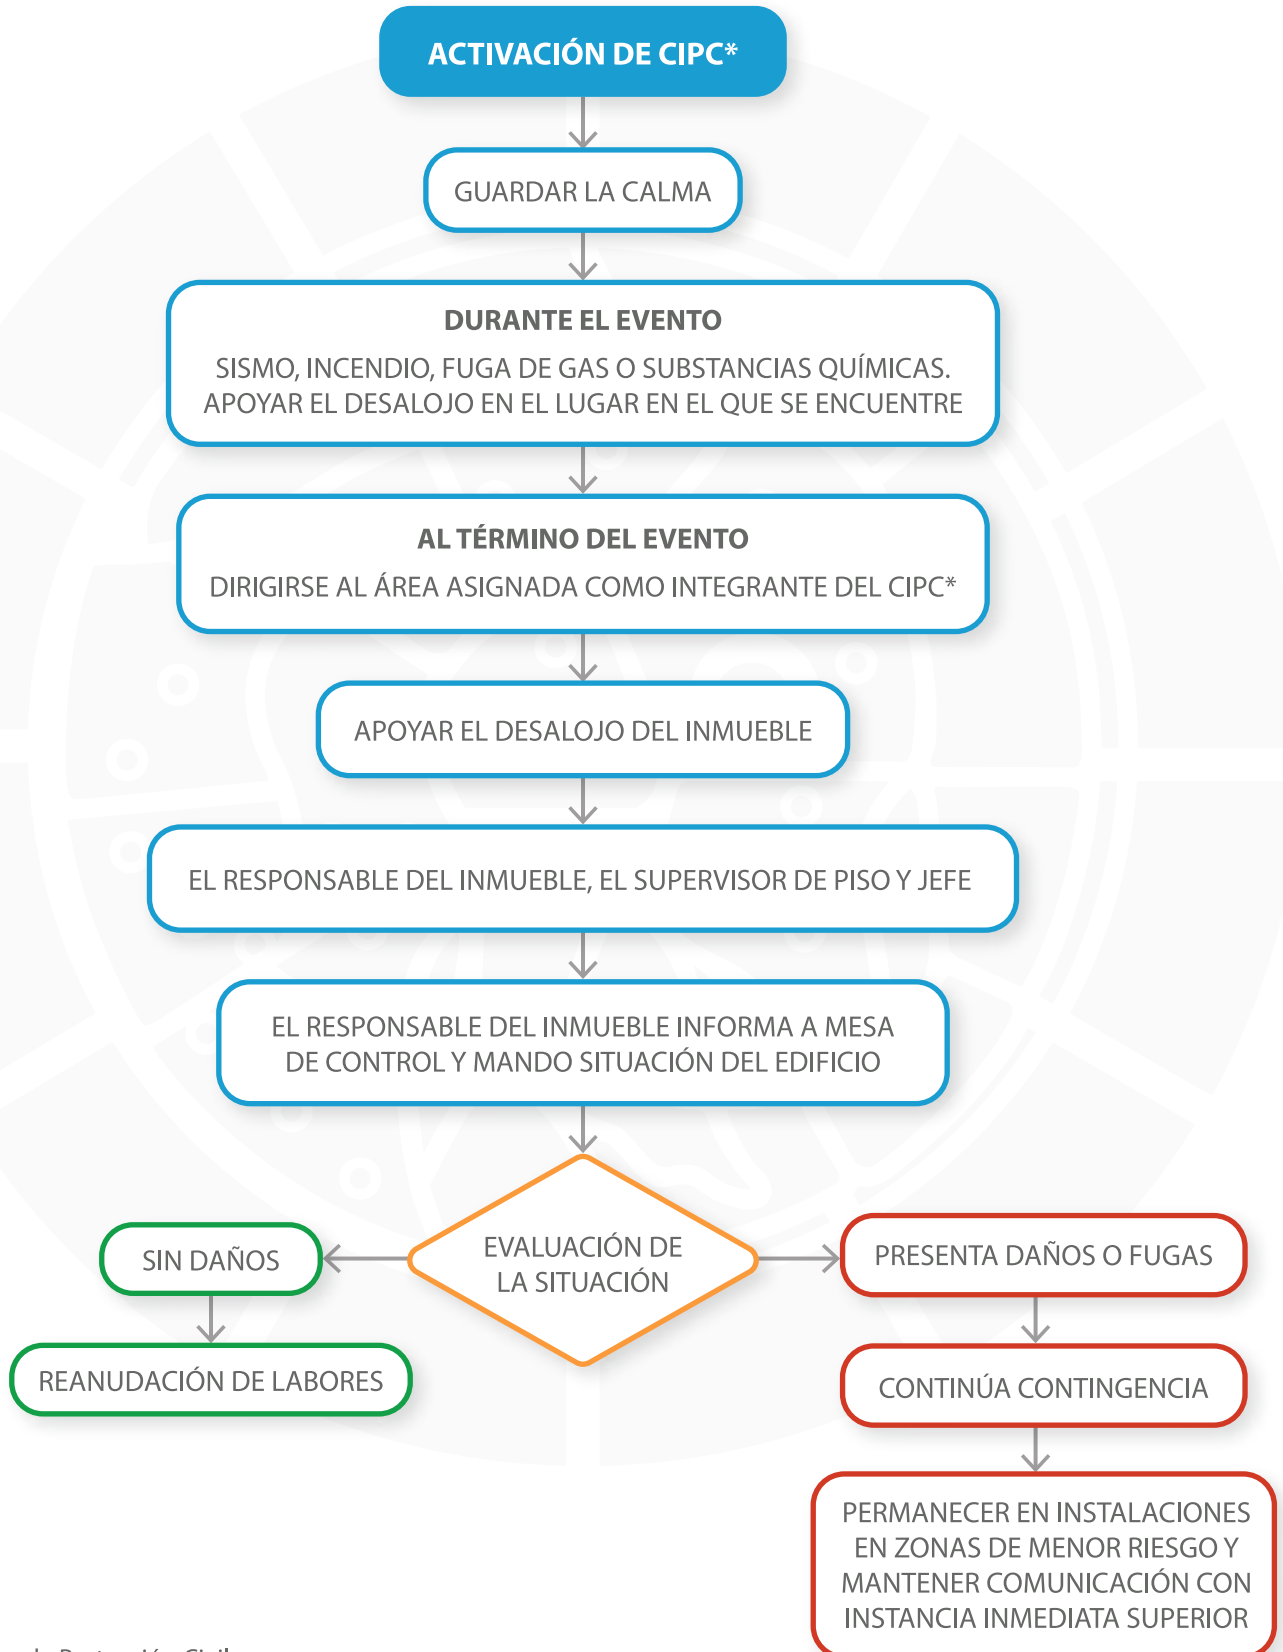 ACTIVACIÓN DE CIPC*
GUARDAR LA CALMA
DURANTE EL EVENTO
SISMO, INCENDIO, FUGA DE GAS O SUBSTANCIAS QUÍMICAS.
APOYAR EL DESALOJO EN EL LUGAR EN EL QUE SE ENCUENTRE
AL TÉRMINO DEL EVENTO
DIRIGIRSE AL ÁREA ASIGNADA COMO INTEGRANTE DEL CIPC*
APOYAR EL DESALOJO DEL INMUEBLE
EL RESPONSABLE DEL INMUEBLE, EL SUPERVISOR DE PISO Y JEFE
EL RESPONSABLE DEL INMUEBLE INFORMA A MESA
DE CONTROL Y MANDO SITUACIÓN DEL EDIFICIO
EVALUACIÓN DE
LA SITUACIÓN
SIN DAÑOS
REANUDACIÓN DE LABORES
PRESENTA DAÑOS O FUGAS
CONTINÚA CONTINGENCIA
PERMANECER EN INSTALACIONES
EN ZONAS DE MENOR RIESGO Y
MANTENER COMUNICACIÓN CON
INSTANCIA INMEDIATA SUPERIOR